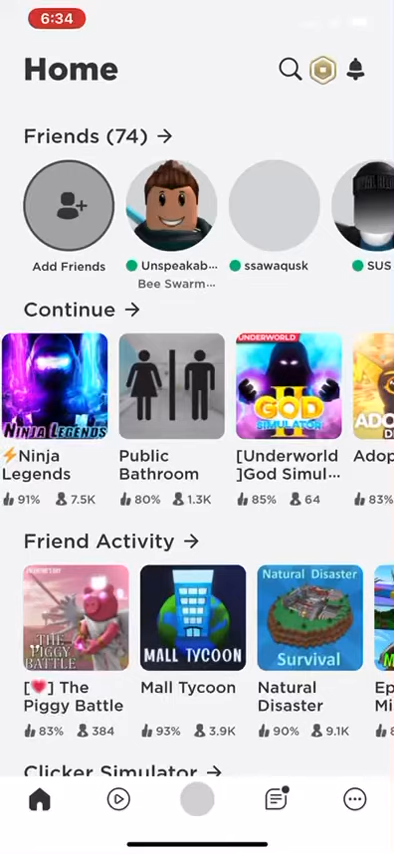 6:34
Home
Friends (74) →
Add Friends
Unspeakab...
Bee Swarm...
ssawaqusk
SUS
Continue →
NINJA LEGENDS
UNDERWORLD
GOD
SIMULATOR
II
ADO
⚡Ninja
Legends
Public
Bathroom
[Underworld
]God Simul...
Adop
91% 7.5K
80% 1.3K
85% 64
83%
Friend Activity →
THE
PIGGY
BATTLE
MALL TYCOON
Natural Disaster
Survival
[💗] The
Piggy Battle
Mall Tycoon
Natural
Disaster
Ep
Mi
83% 384
93% 3.9K
90% 9.1K
Clicker Simulator →